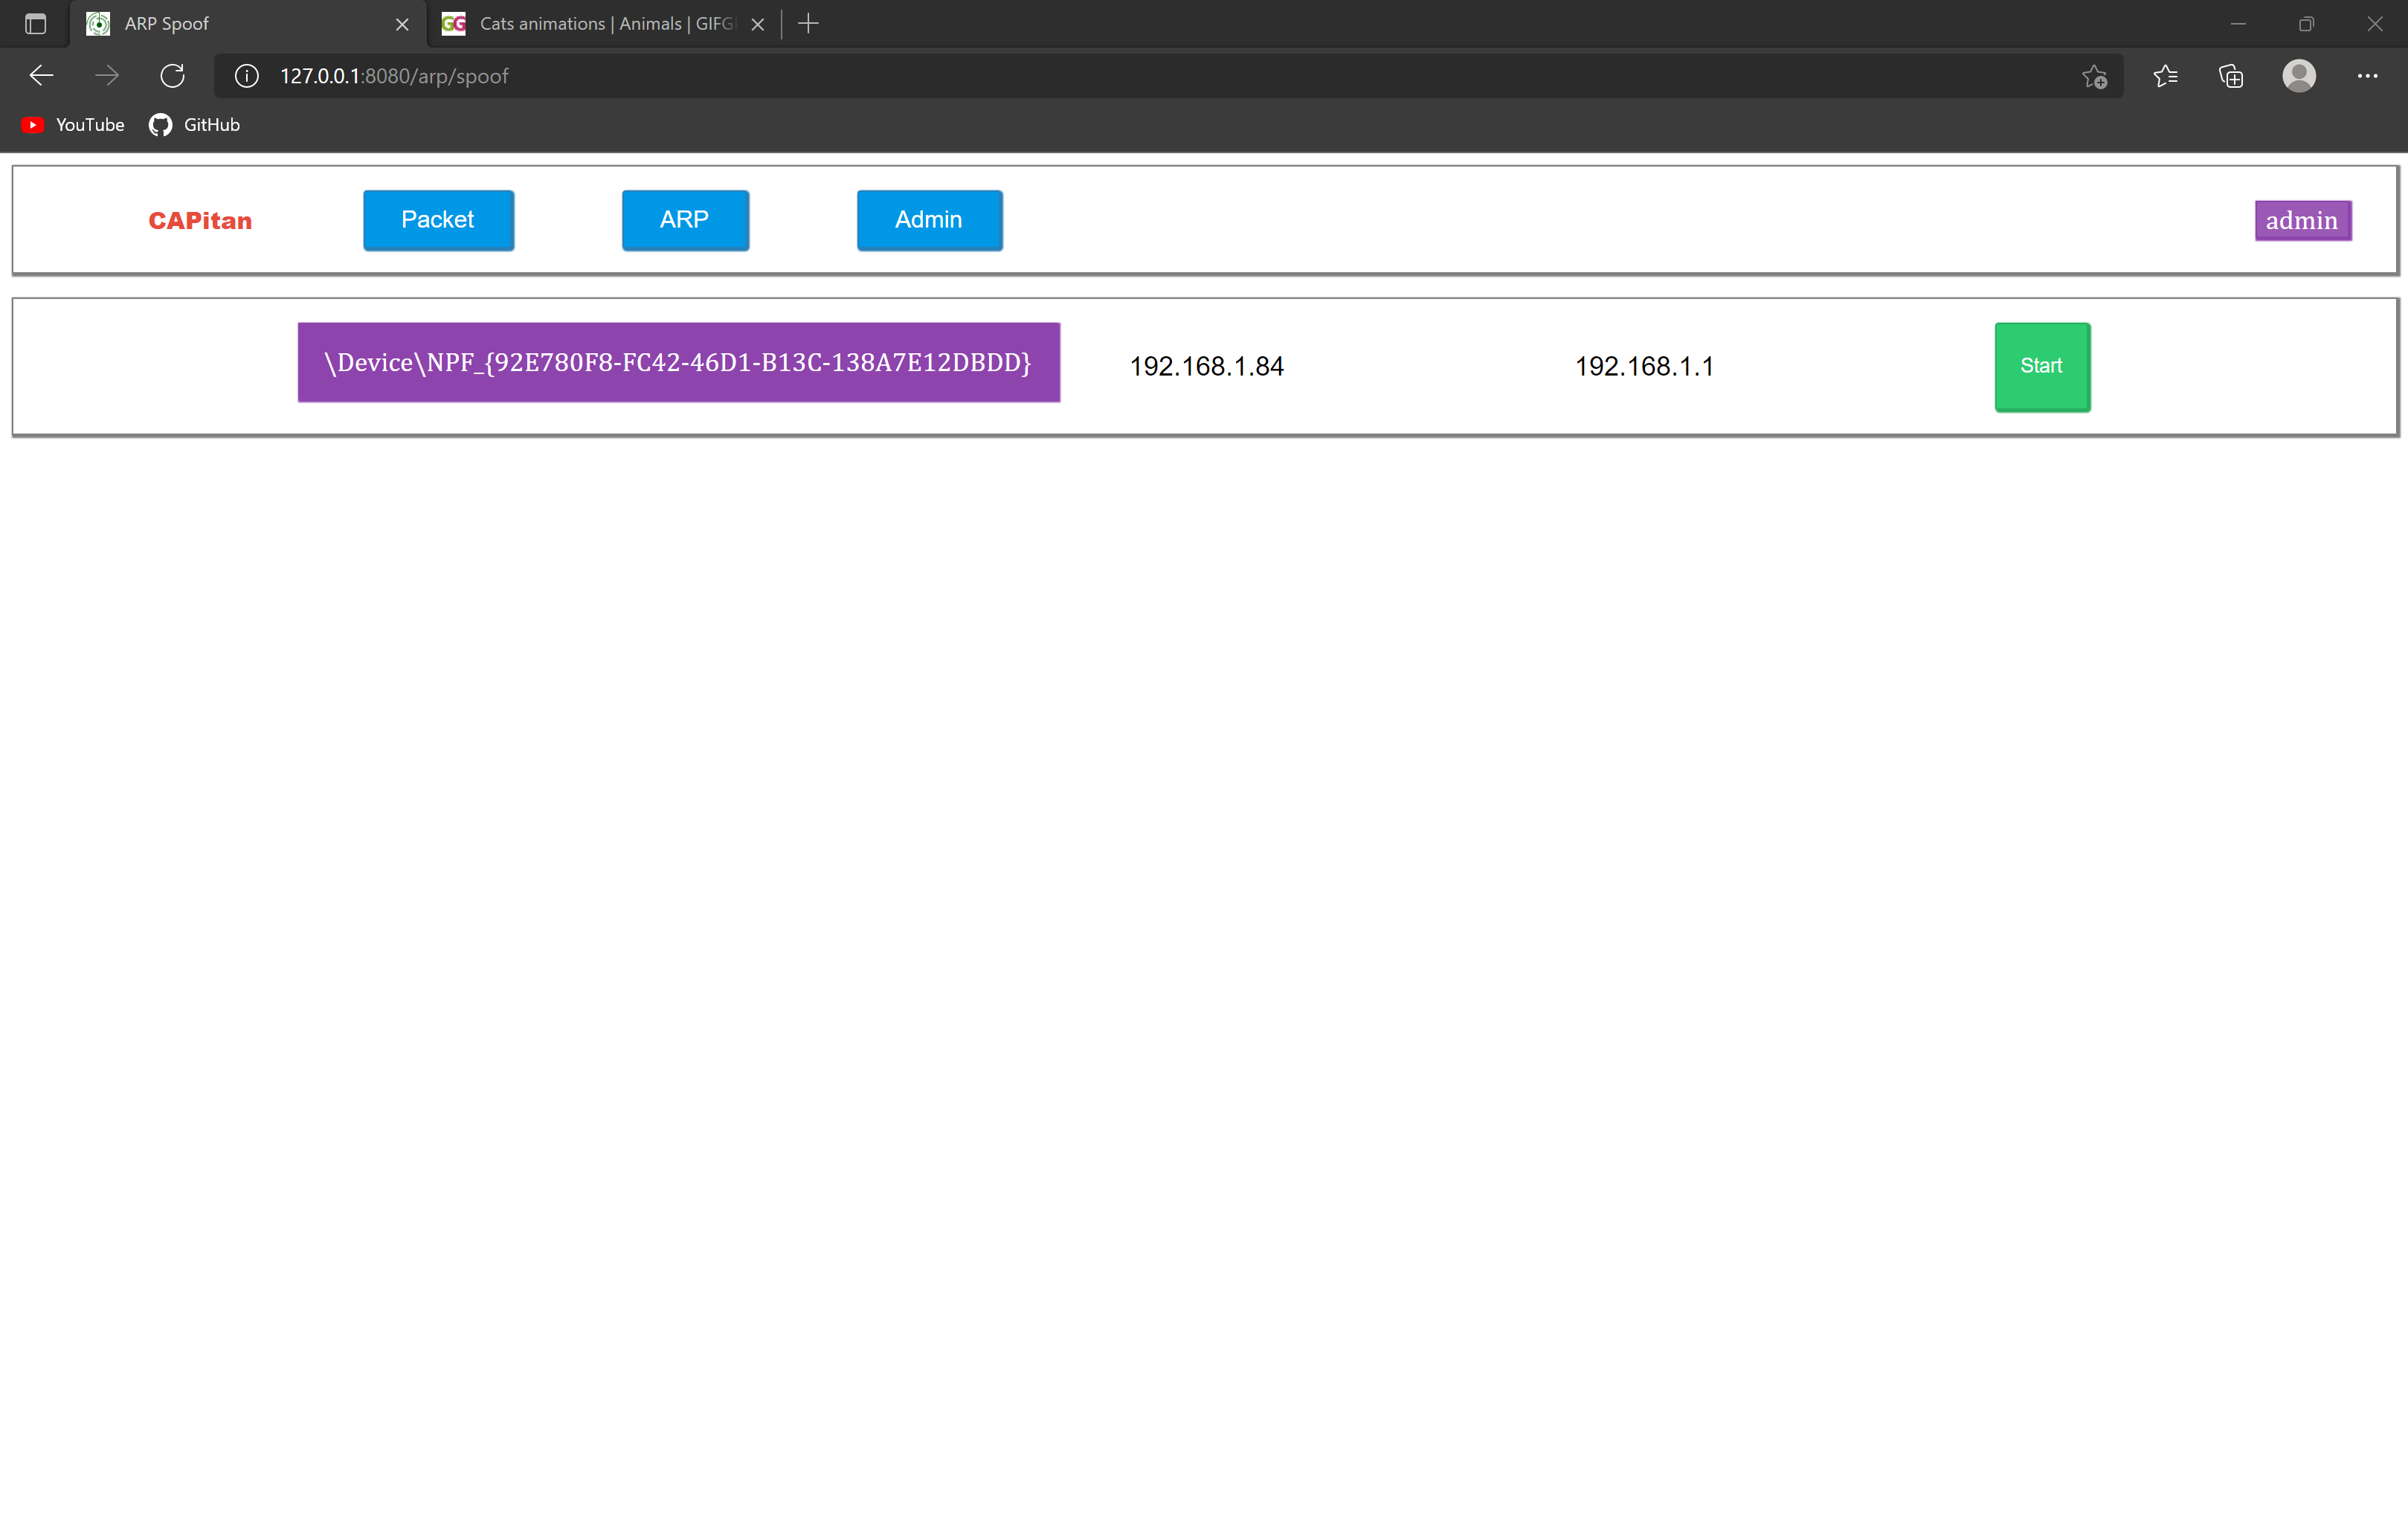 ARP Spoof
Cats animations | Animals | GIFG
127.0.0.1:8080/arp/spoof
YouTube
GitHub
CAPitan
Packet
ARP
Admin
admin
\Device\NPF_{92E780F8-FC42-46D1-B13C-138A7E12DBDD}
192.168.1.84
192.168.1.1
Start